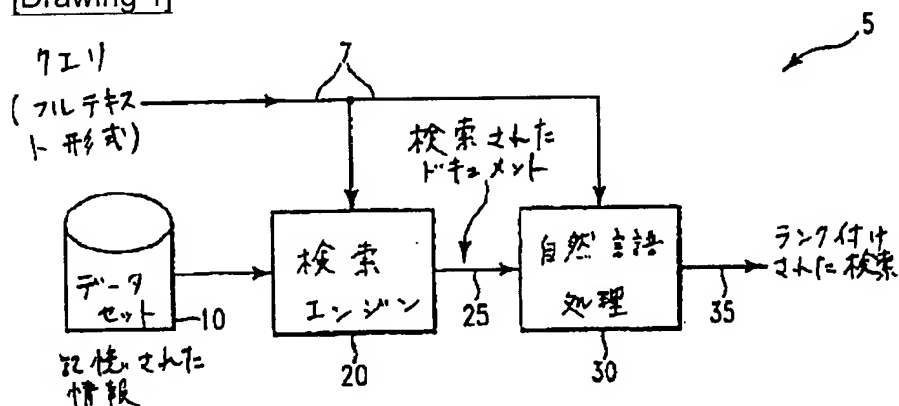 [Drawing 1]
5
クエリ
(フルテキス
ト形式)
7
検索された
ドキュメント
データ
セット
10
記憶された
情報
検索
エンジン
20
25
自然言語
処理
30
ランク付け
された検索
35